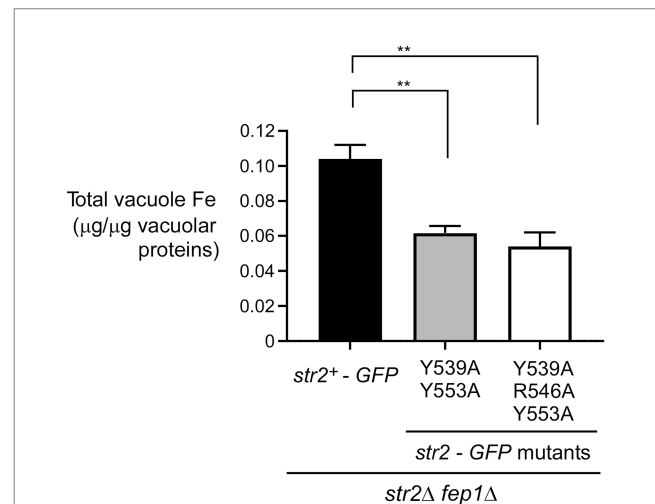 **
**
0.12
0.10
0.08
0.06
0.04
0.02
0
Total vacuole Fe
(μg/μg vacuolar
proteins)
str2+ - GFP
Y539A
Y553A
Y539A
R546A
Y553A
str2 - GFP mutants
str2Δ fep1Δ